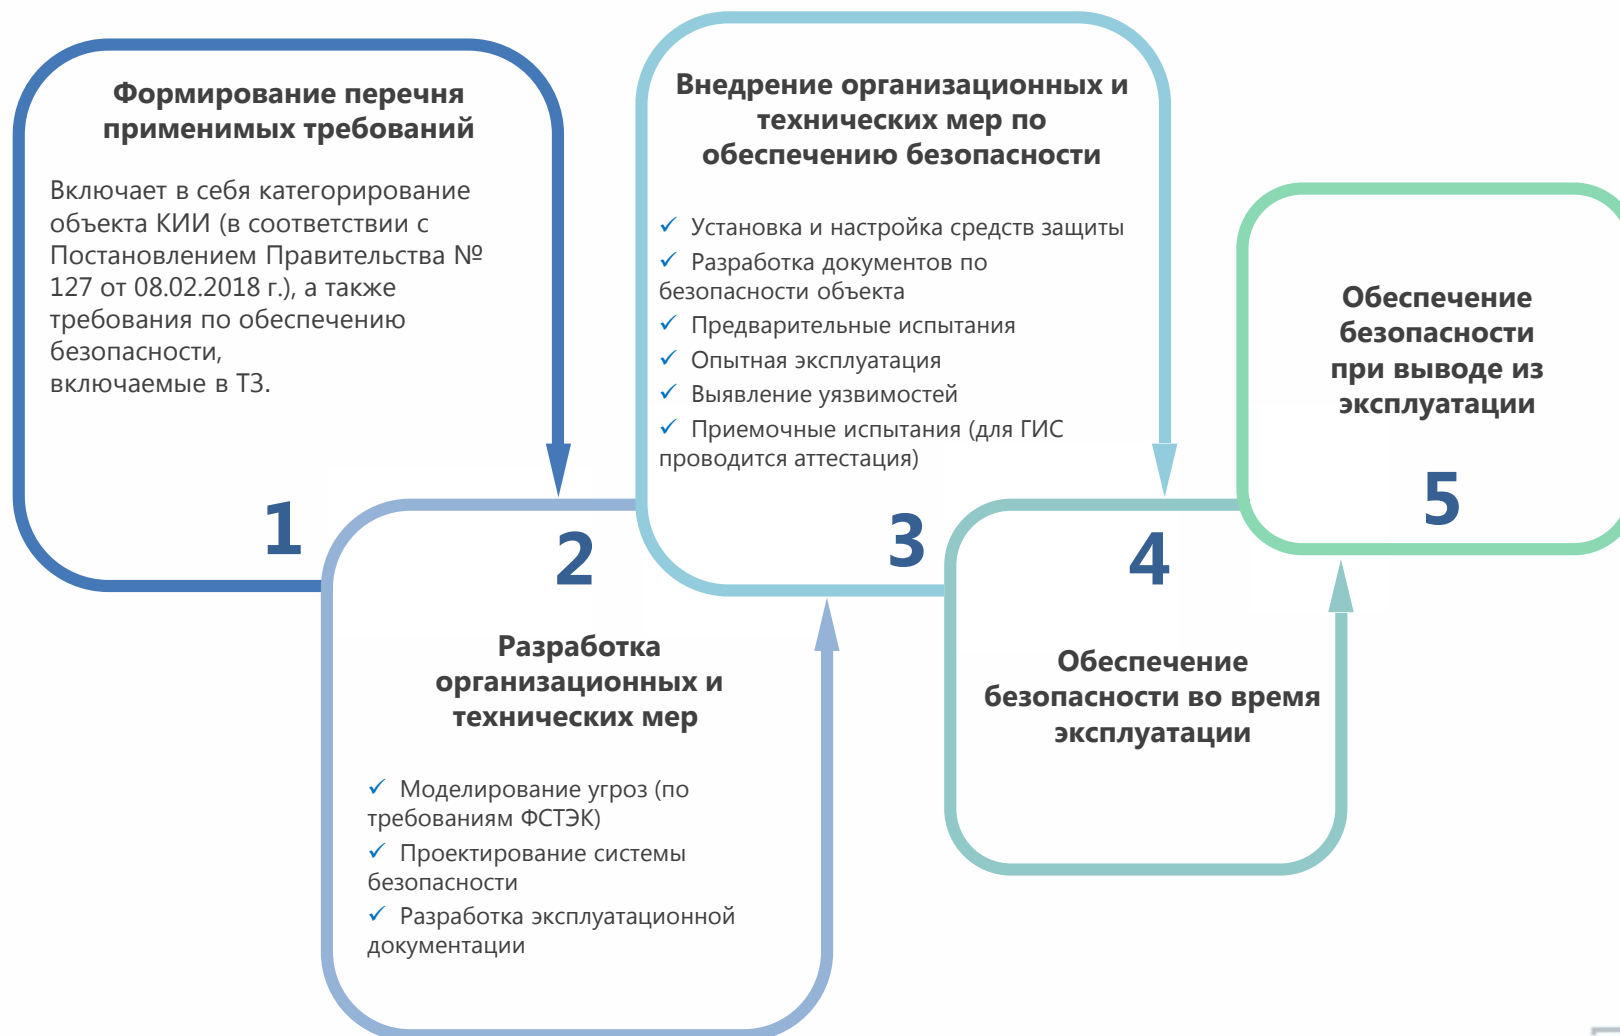 Формирование перечня
применимых требований
Включает в себя категорирование
объекта КИИ (в соответствии с
Постановлением Правительства №
127 от 08.02.2018 г.), а также
требования по обеспечению
безопасности,
включаемые в ТЗ.
1
2
Разработка
организационных и
технических мер
✓ Моделирование угроз (по
требованиям ФСТЭК)
✓ Проектирование системы
безопасности
✓ Разработка эксплуатационной
документации
Внедрение организационных и
технических мер по
обеспечению безопасности
✓ Установка и настройка средств защиты
✓ Разработка документов по
безопасности объекта
✓ Предварительные испытания
✓ Опытная эксплуатация
✓ Выявление уязвимостей
✓ Приемочные испытания (для ГИС
проводится аттестация)
3
4
Обеспечение
безопасности во время
эксплуатации
Обеспечение
безопасности
при выводе из
эксплуатации
5